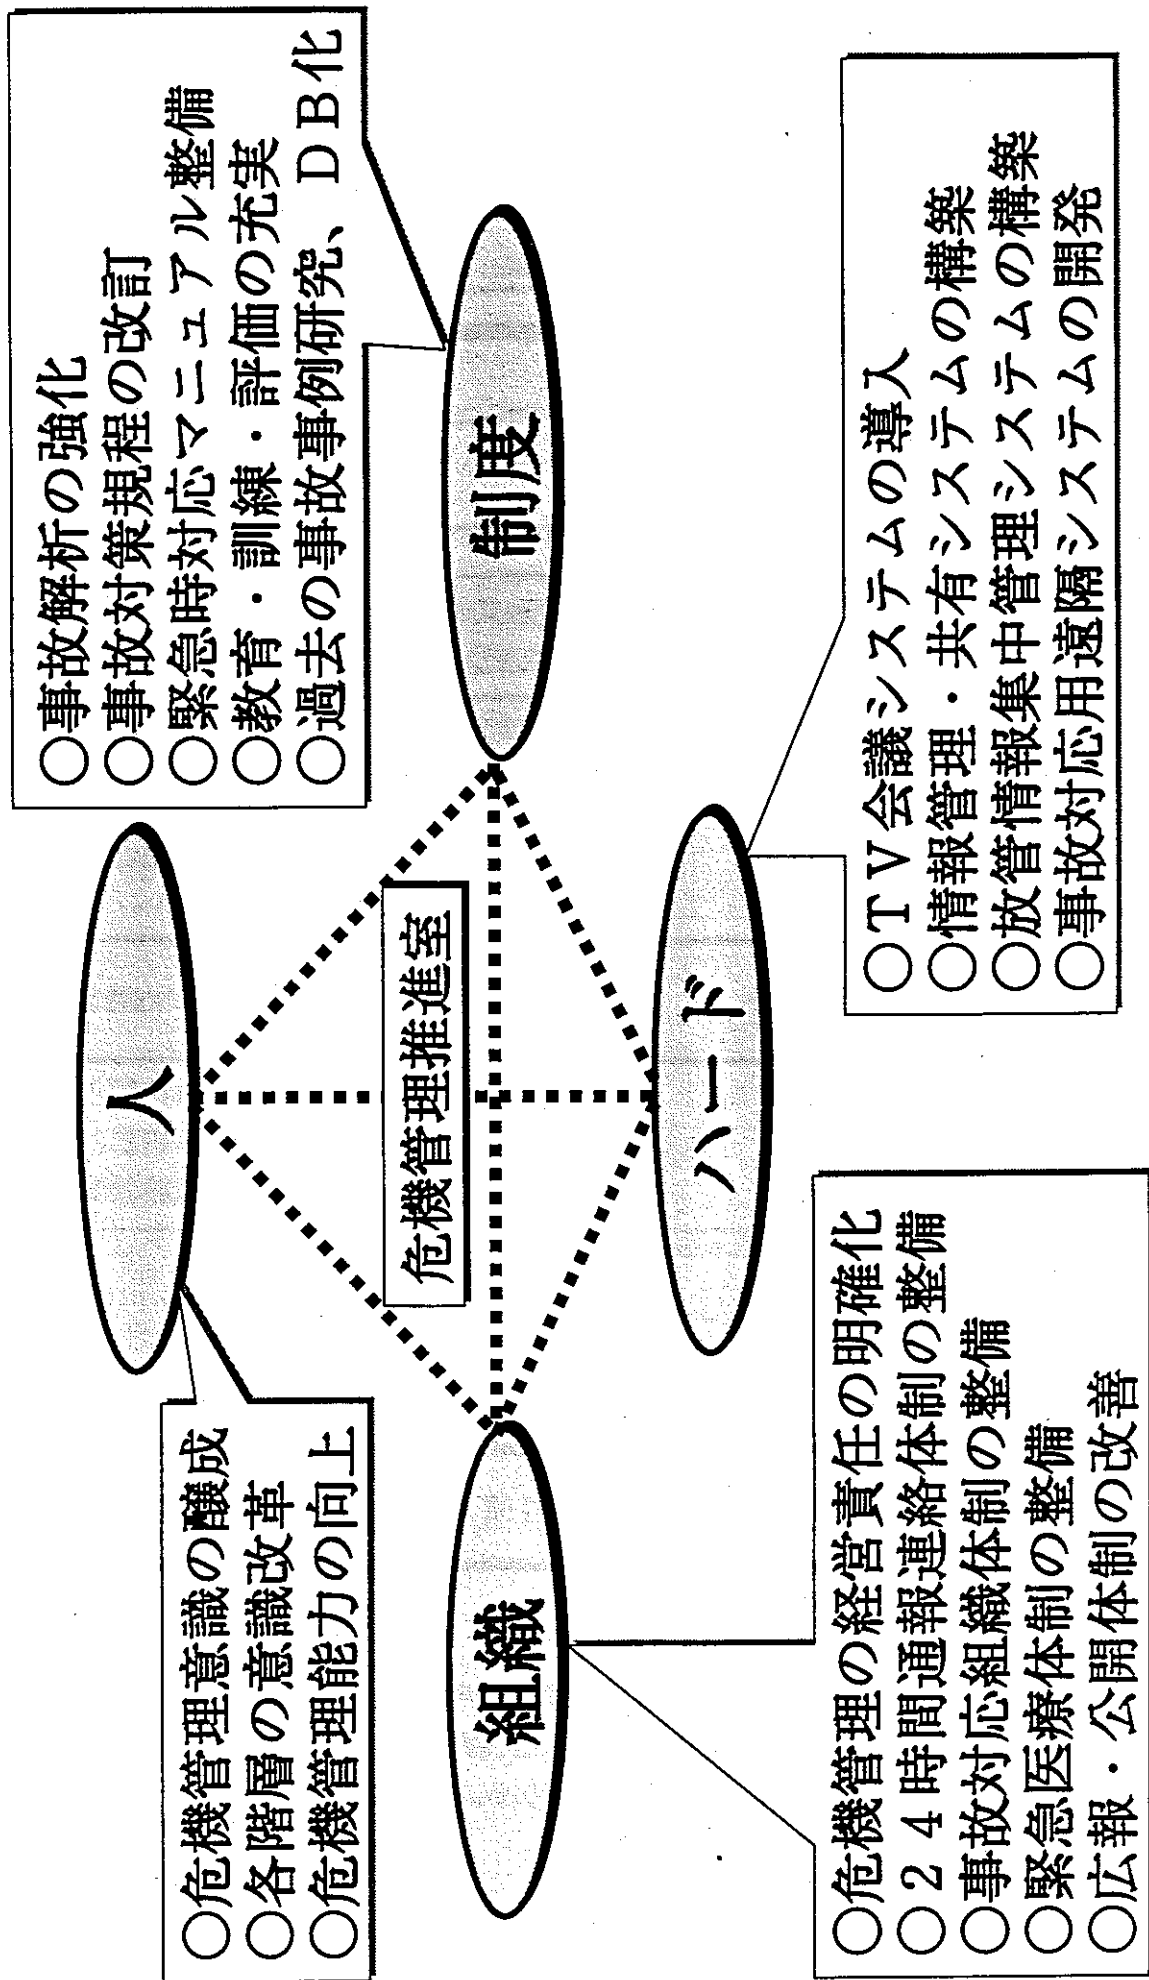 人
○危機管理意識の醸成
○各階層の意識改革
○危機管理能力の向上
制度
○事故解析の強化
○事故対策規程の改訂
○緊急時対応マニュアル整備
○教育・訓練・評価の充実
○過去の事故事例研究、ＤＢ化
危機管理推進室
組織
○危機管理の経営責任の明確化
○２４時間通報連絡体制の整備
○事故対応組織体制の整備
○緊急医療体制の整備
○広報・公開体制の改善
ハード
○ＴＶ会議システムの導入
○情報管理・共有システムの構築
○放管情報集中管理システムの構築
○事故対応用遠隔システムの開発